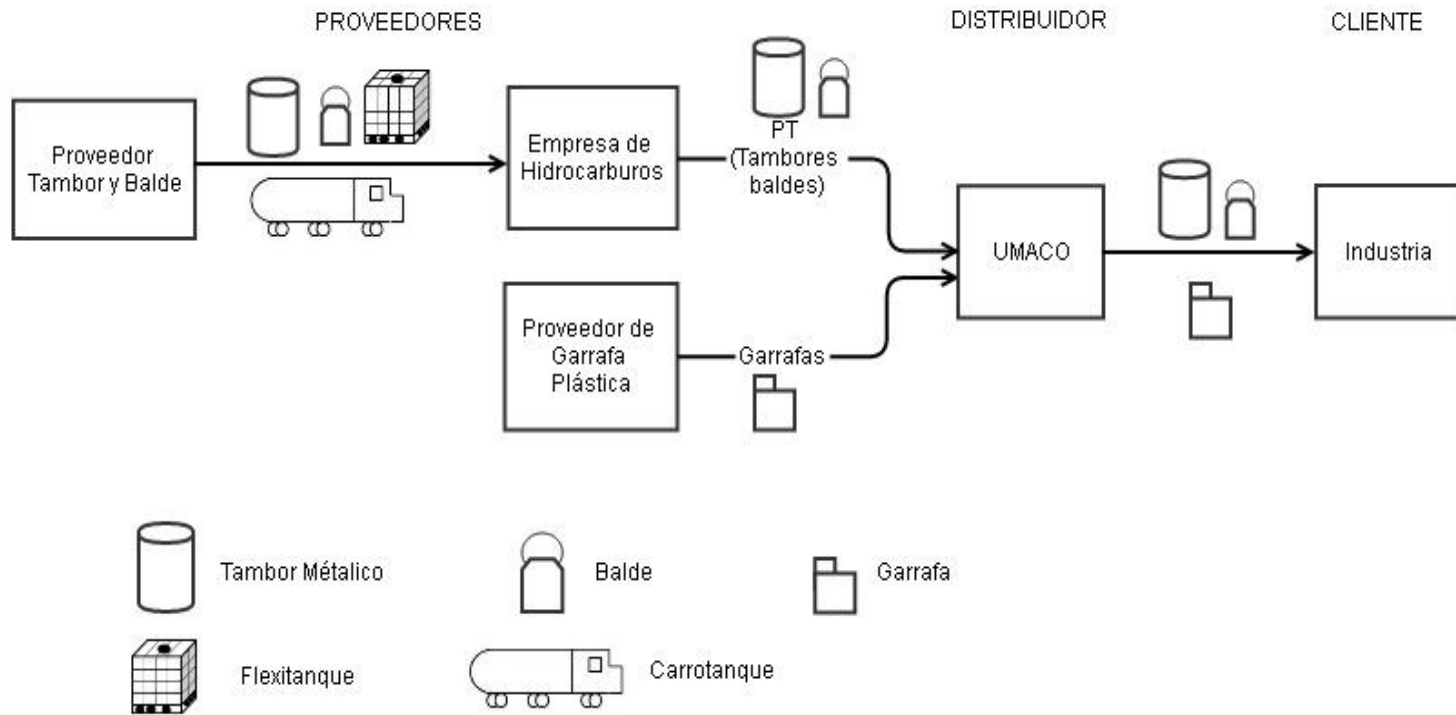 PROVEEDORES
DISTRIBUIDOR
CLIENTE
Proveedor
Tambor y Balde
Empresa de
Hidrocarburos
PT
(Tambores
baldes)
UMACO
Industria
Proveedor de
Garrafa
Plástica
Garrafas
Tambor Métalico
Balde
Garrafa
Flexitanque
Carrotanque